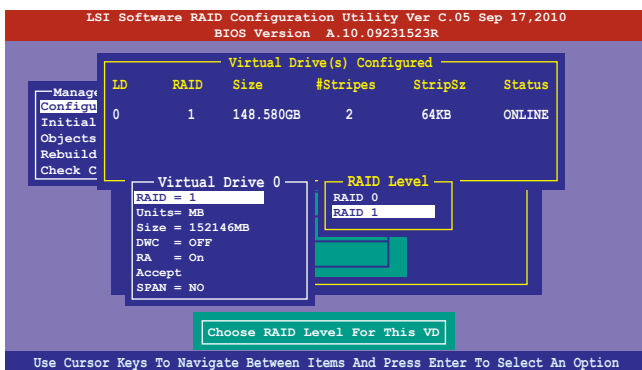 LSI Software RAID Configuration Utility Ver C.05 Sep 17,2010
BIOS Version A.10.09231523R
Virtual Drive(s) Configured
LD RAID Size #Stripes StripSz Status
0 1 148.580GB 2 64KB ONLINE
Manage
Configu
Initial
Objects
Rebuild
Check C
Virtual Drive 0
RAID = 1
Units= MB
Size = 152146MB
DWC = OFF
RA = On
Accept
SPAN = NO
RAID Level
RAID 0
RAID 1
Choose RAID Level For This VD
Use Cursor Keys To Navigate Between Items And Press Enter To Select An Option